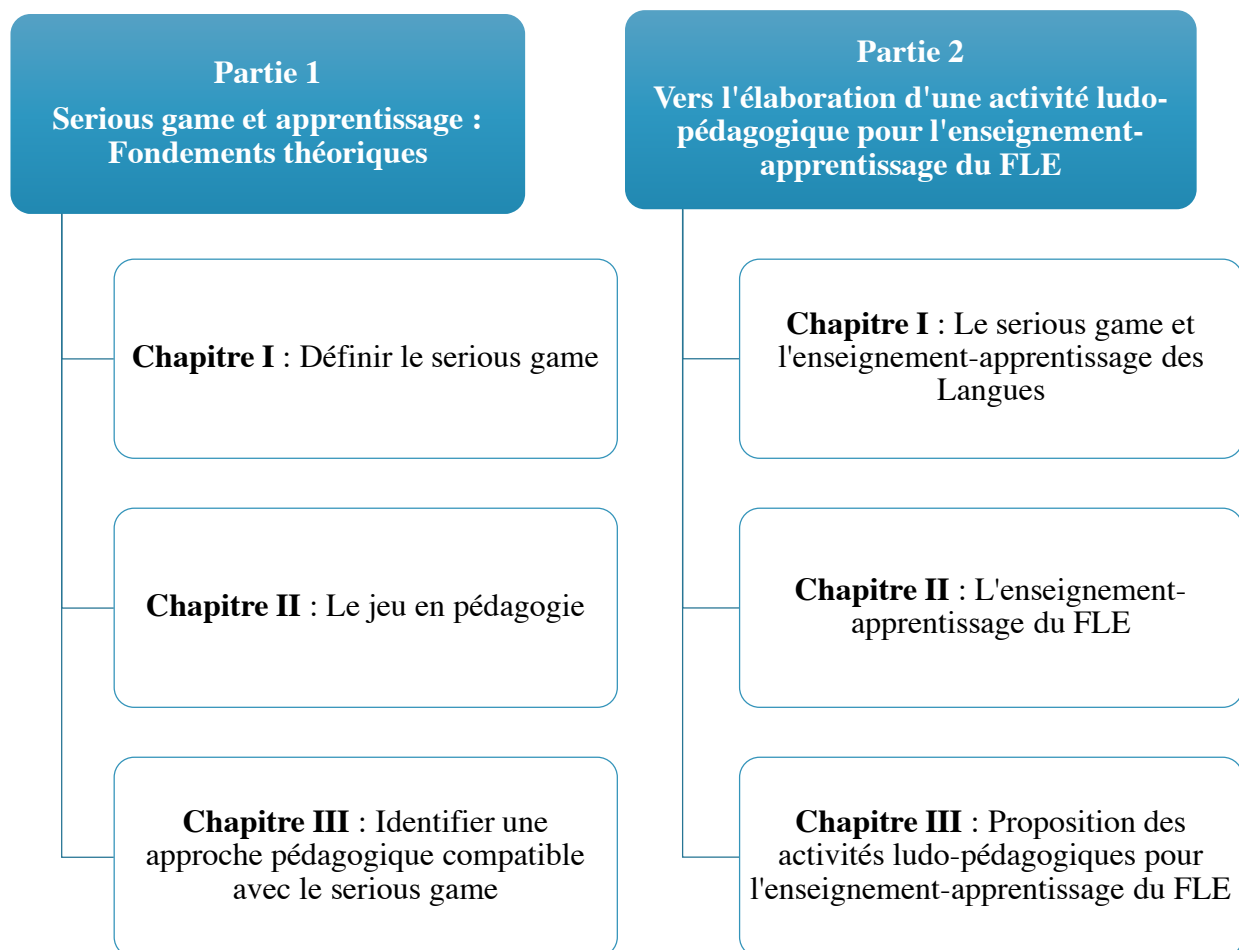 Partie 1
Serious game et apprentissage :
Fondements théoriques
Chapitre I : Définir le serious game
Chapitre II : Le jeu en pédagogie
Chapitre III : Identifier une
approche pédagogique compatible
avec le serious game
Partie 2
Vers l'élaboration d'une activité ludo-
pédagogique pour l'enseignement-
apprentissage du FLE
Chapitre I : Le serious game et
l'enseignement-apprentissage des
Langues
Chapitre II : L'enseignement-
apprentissage du FLE
Chapitre III : Proposition des
activités ludo-pédagogiques pour
l'enseignement-apprentissage du FLE